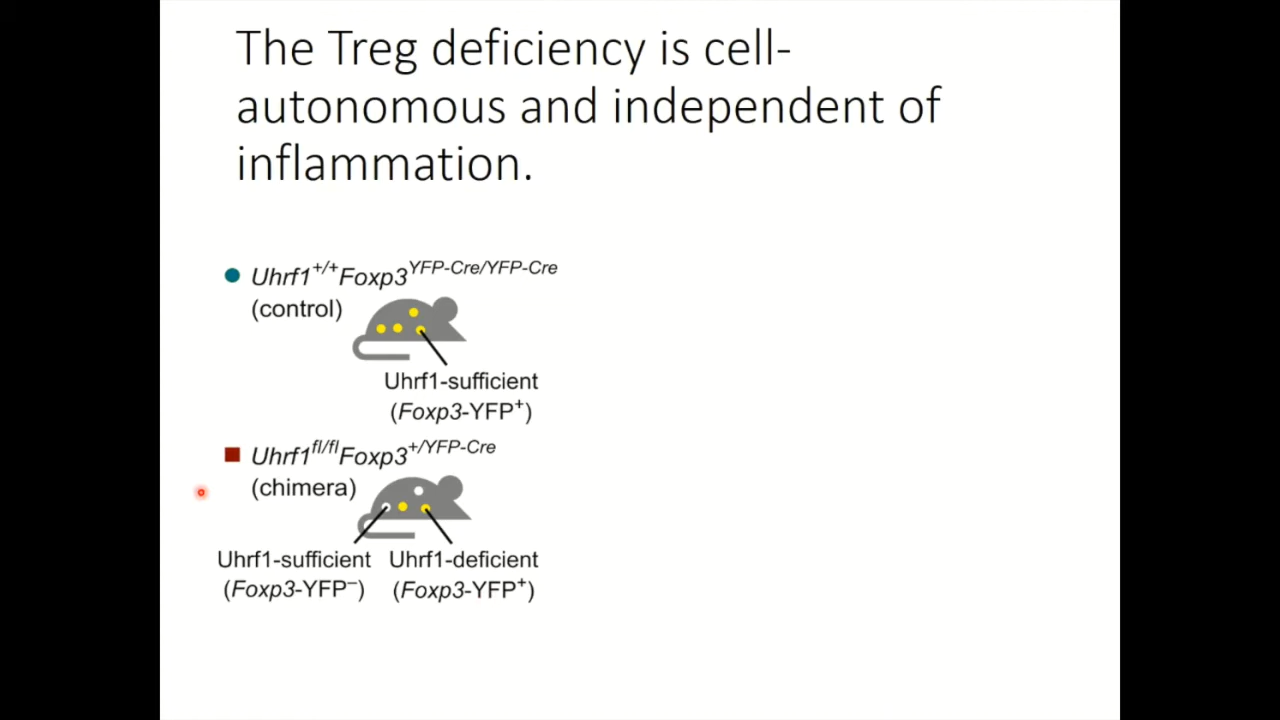 The Treg deficiency is cell-
autonomous and independent of
inflammation.
Uhrf1+/+Foxp3YFP-Cre/YFP-Cre
(control)
Uhrf1-sufficient
(Foxp3-YFP+)
Uhrf1fl/flFoxp3+/YFP-Cre
(chimera)
Uhrf1-sufficient Uhrf1-deficient
(Foxp3-YFP–) (Foxp3-YFP+)